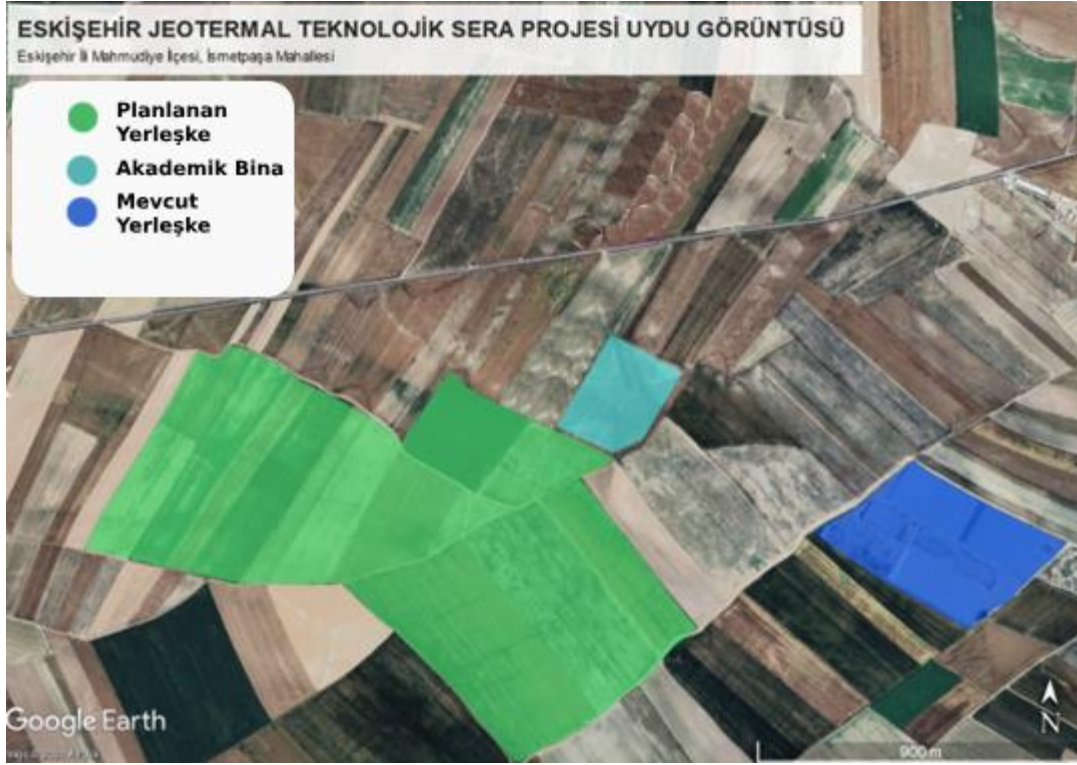 ESKİŞEHİR JEOTERMAL TEKNOLOJİK SERA PROJESİ UYDU GÖRÜNTÜSÜ
Eskişehir İli Mahmudiye İlçesi, İsmetpaşa Mahallesi
Planlanan
Yerleşke
Akademik Bina
Mevcut
Yerleşke
Google Earth
N
900 m